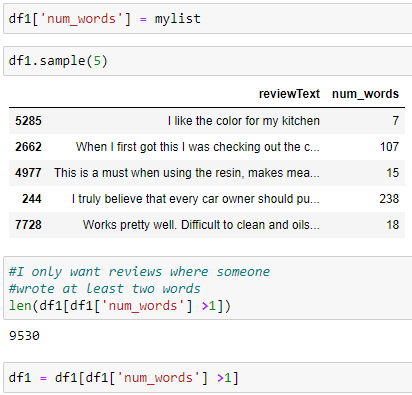 df1['num_words'] = mylist
df1.sample(5)
reviewText num_words
5285 I like the color for my kitchen 7
2662 When I first got this I was checking out the c... 107
4977 This is a must when using the resin, makes mea... 15
244 I truly believe that every car owner should pu... 238
7728 Works pretty well. Difficult to clean and oils... 18
#I only want reviews where someone
#wrote at least two words
len(df1[df1['num_words'] >1])
9530
df1 = df1[df1['num_words'] >1]